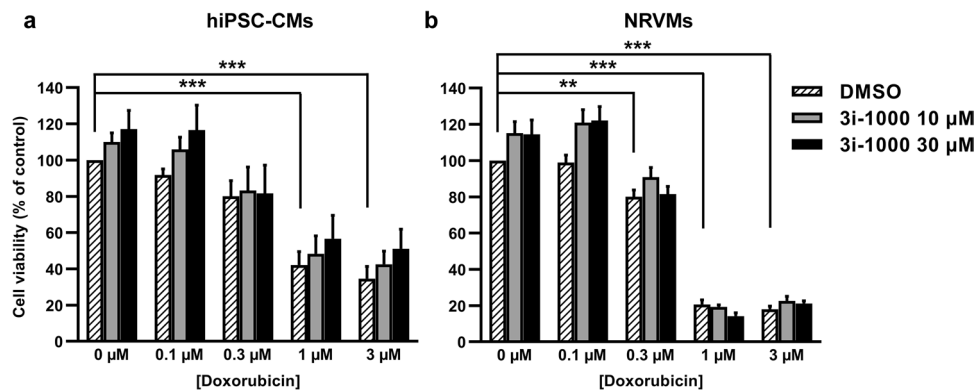 a hiPSC-CMs
b NRVMs
***
***
***
***
**
DMSO
3i-1000 10 µM
3i-1000 30 µM
Cell viability (% of control)
140
120
100
80
60
40
20
0
0 µM 0.1 µM 0.3 µM 1 µM 3 µM
[Doxorubicin]
140
120
100
80
60
40
20
0
0 µM 0.1 µM 0.3 µM 1 µM 3 µM
[Doxorubicin]